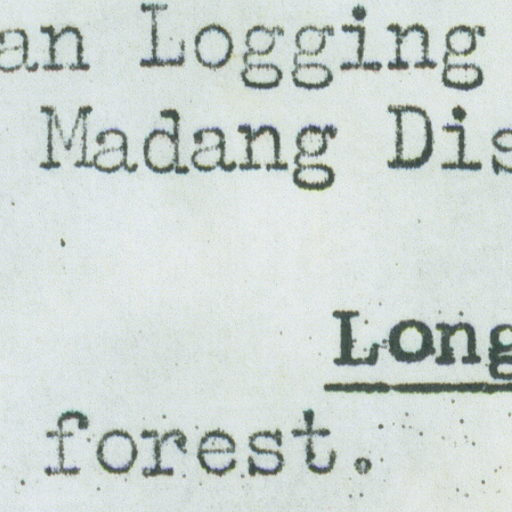 an Logging
Madang Dis
Long
forest.